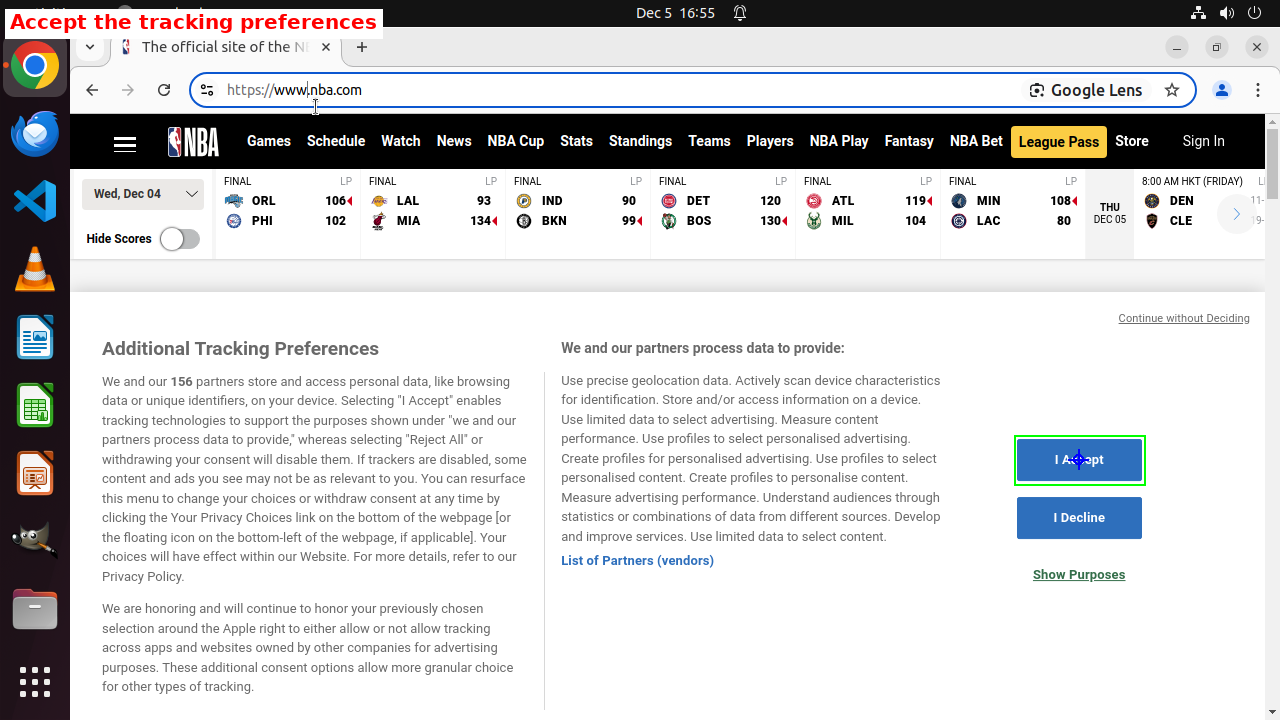 Accept the tracking preferences
Dec 5 16:55
The official site of the N
https://www.nba.com
Google Lens
NBA
Games Schedule Watch News NBA Cup Stats Standings Teams Players NBA Play Fantasy NBA Bet League Pass Store Sign In
Wed, Dec 04
Hide Scores
FINAL LP
ORL 106
PHI 102
FINAL LP
LAL 93
MIA 134
FINAL LP
IND 90
BKN 99
FINAL LP
DET 120
BOS 130
FINAL LP
ATL 119
MIL 104
FINAL LP
MIN 108
LAC 80
THU
DEC 05
8:00 AM HKT (FRIDAY)
DEN 11-
CLE 19-
Continue without Deciding
Additional Tracking Preferences
We and our 156 partners store and access personal data, like browsing
data or unique identifiers, on your device. Selecting "I Accept" enables
tracking technologies to support the purposes shown under "we and our
partners process data to provide," whereas selecting "Reject All" or
withdrawing your consent will disable them. If trackers are disabled, some
content and ads you see may not be as relevant to you. You can resurface
this menu to change your choices or withdraw consent at any time by
clicking the Your Privacy Choices link on the bottom of the webpage [or
the floating icon on the bottom-left of the webpage, if applicable]. Your
choices will have effect within our Website. For more details, refer to our
Privacy Policy.
We are honoring and will continue to honor your previously chosen
selection around the Apple right to either allow or not allow tracking
across apps and websites owned by other companies for advertising
purposes. These additional consent options allow more granular choice
for other types of tracking.
We and our partners process data to provide:
Use precise geolocation data. Actively scan device characteristics
for identification. Store and/or access information on a device.
Use limited data to select advertising. Measure content
performance. Use profiles to select personalised advertising.
Create profiles for personalised advertising. Use profiles to select
personalised content. Create profiles to personalise content.
Measure advertising performance. Understand audiences through
statistics or combinations of data from different sources. Develop
and improve services. Use limited data to select content.
List of Partners (vendors)
I Accept
I Decline
Show Purposes